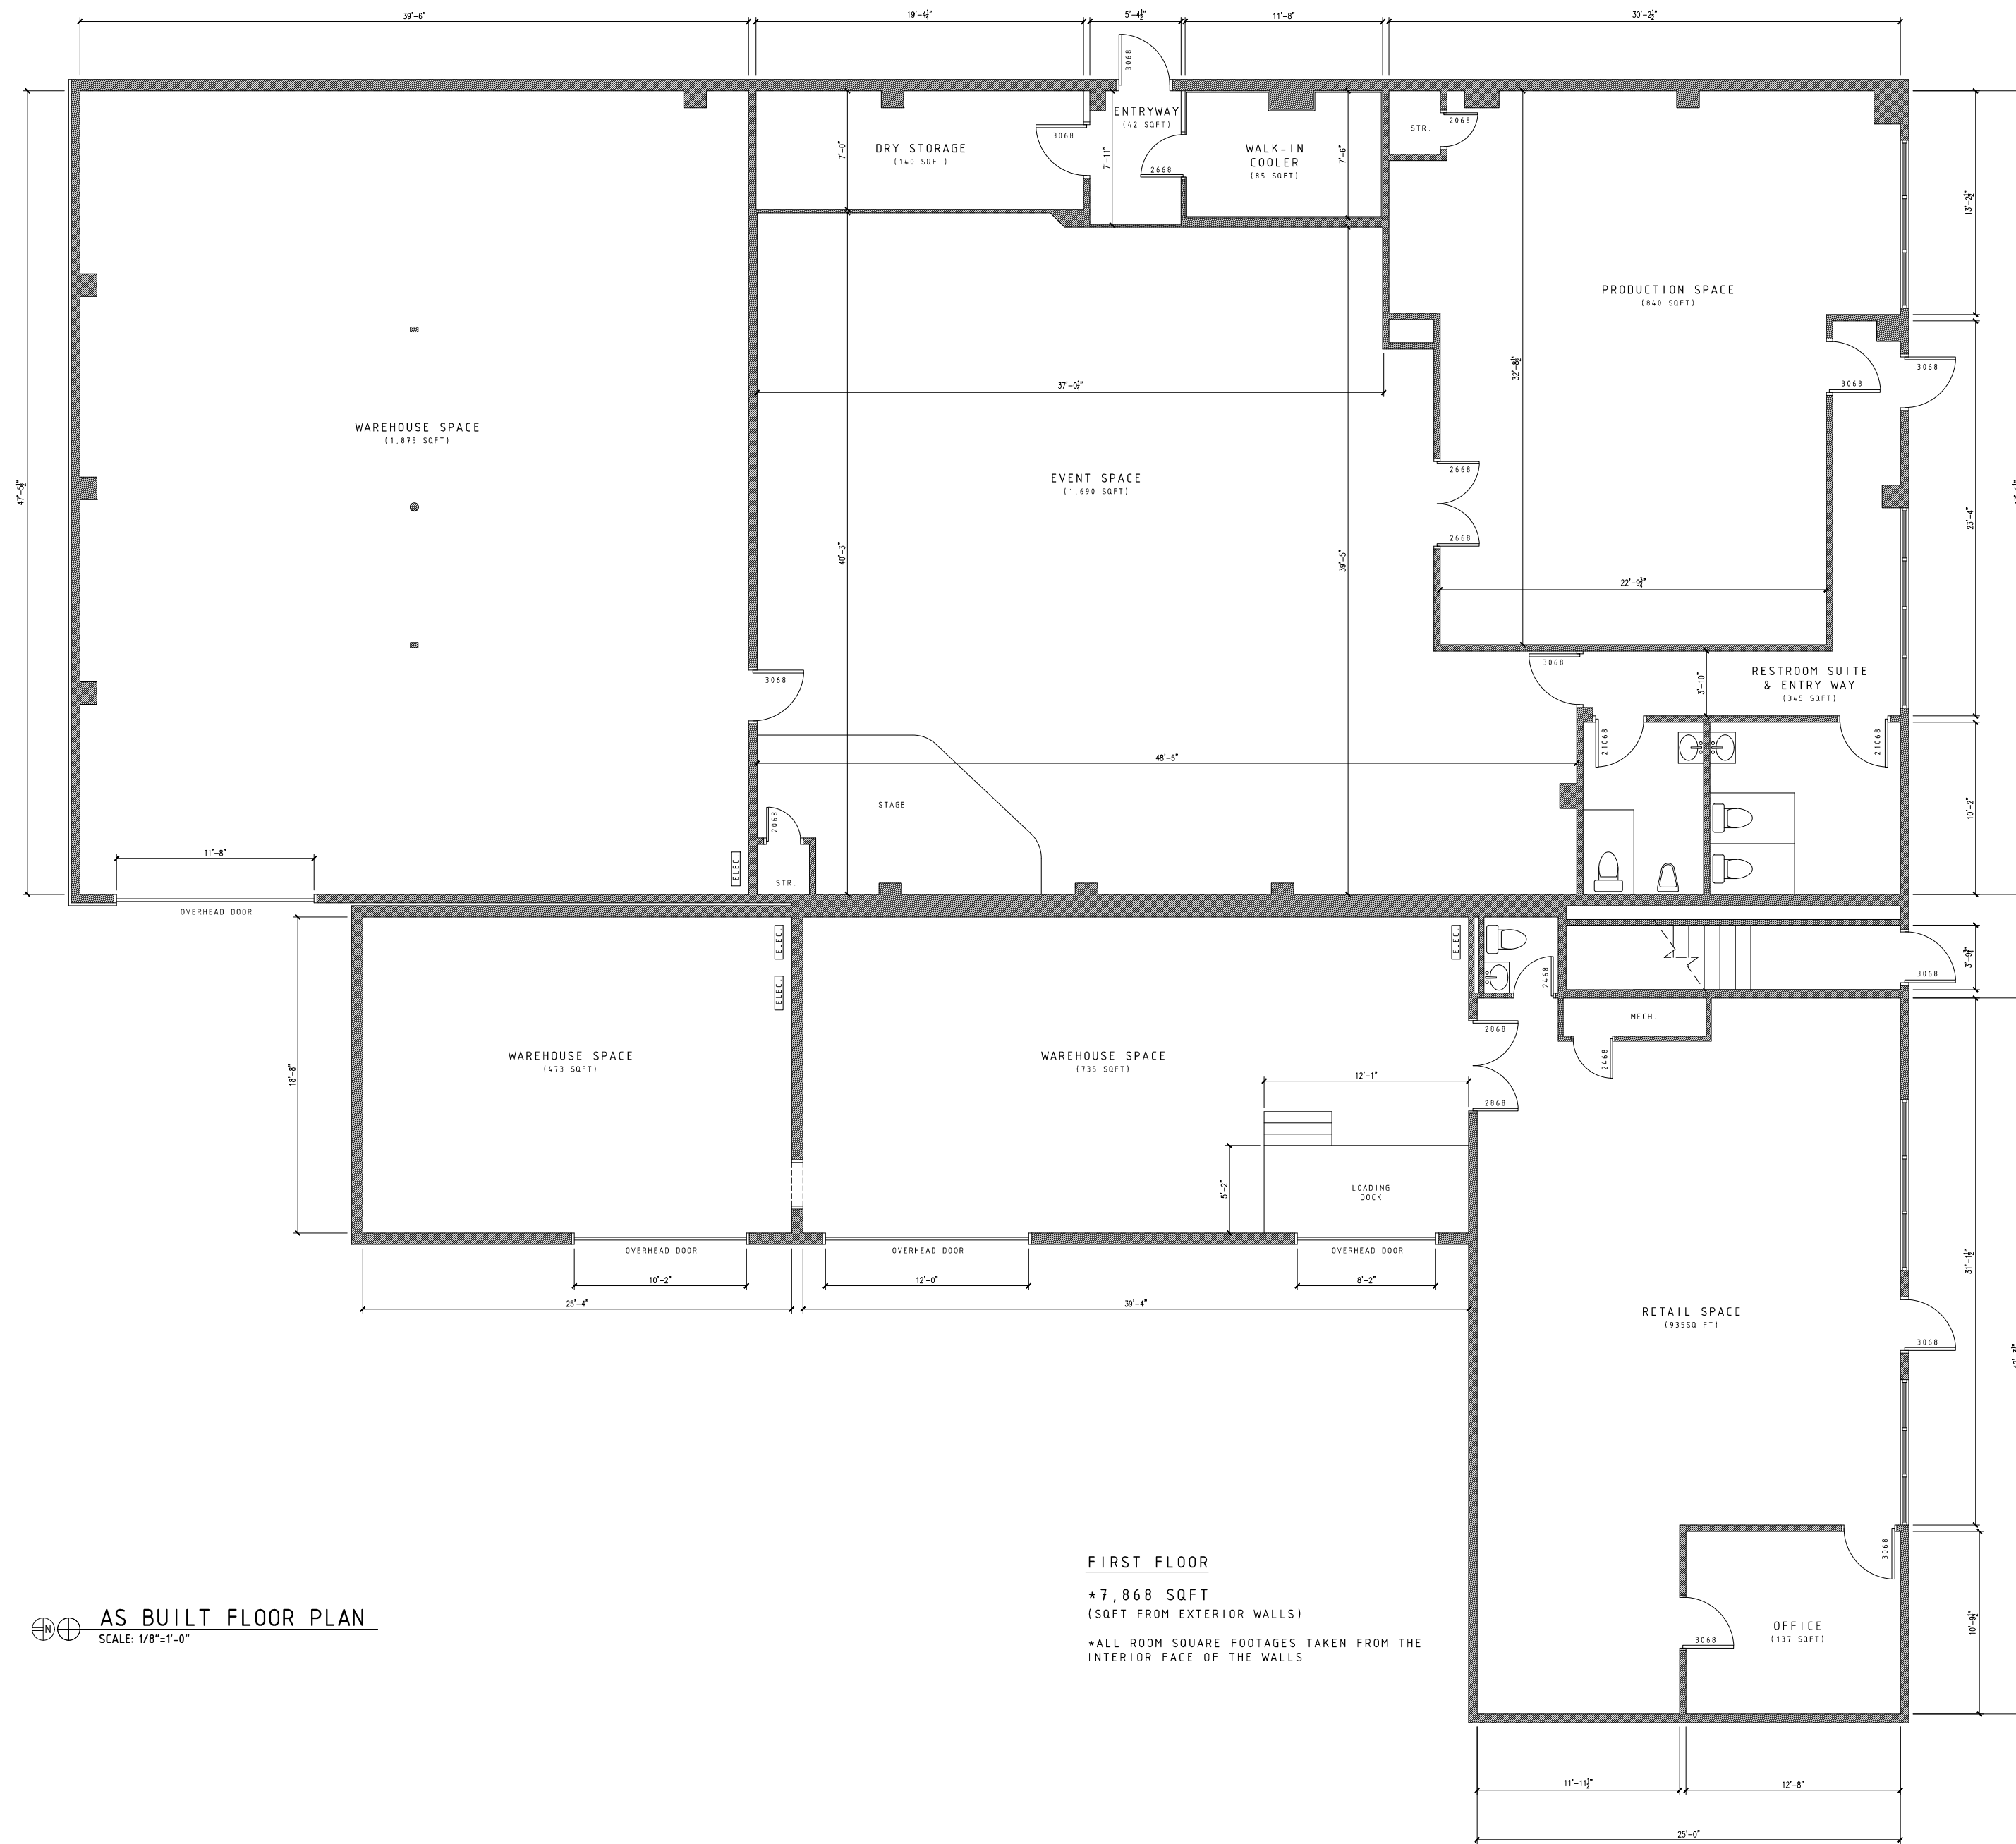 39'-6"
19'-4¼"
5'-4½"
11'-8"
30'-2½"
3068
ENTRYWAY
(42 SQFT)
STR.
2068
3068
DRY STORAGE
(140 SQFT)
7'-0"
7'-11"
2668
WALK-IN
COOLER
(85 SQFT)
7'-6"
13'-2½"
PRODUCTION SPACE
(840 SQFT)
32'-8½"
3068
3068
37'-0¼"
WAREHOUSE SPACE
(1,875 SQFT)
47'-5½"
EVENT SPACE
(1,690 SQFT)
2668
2668
23'-4"
40'-3"
39'-5"
22'-9¾"
3068
3068
3'-10"
RESTROOM SUITE
& ENTRY WAY
(345 SQFT)
21068
21068
48'-5"
STAGE
2068
10'-2"
11'-8"
ELEC.
STR.
OVERHEAD DOOR
ELEC.
ELEC.
ELEC.
2468
3068
3'-9¾"
MECH.
2868
2468
WAREHOUSE SPACE
(473 SQFT)
WAREHOUSE SPACE
(735 SQFT)
18'-8"
12'-1"
2868
5'-2"
LOADING
DOCK
OVERHEAD DOOR
OVERHEAD DOOR
OVERHEAD DOOR
10'-2"
12'-0"
8'-2"
25'-4"
39'-4"
31'-1½"
RETAIL SPACE
(935SQ FT)
3068
3068
OFFICE
(137 SQFT)
3068
10'-9½"
FIRST FLOOR
*7,868 SQFT
(SQFT FROM EXTERIOR WALLS)
*ALL ROOM SQUARE FOOTAGES TAKEN FROM THE
INTERIOR FACE OF THE WALLS
N
AS BUILT FLOOR PLAN
SCALE: 1/8"=1'-0"
11'-11½"
12'-8"
25'-0"